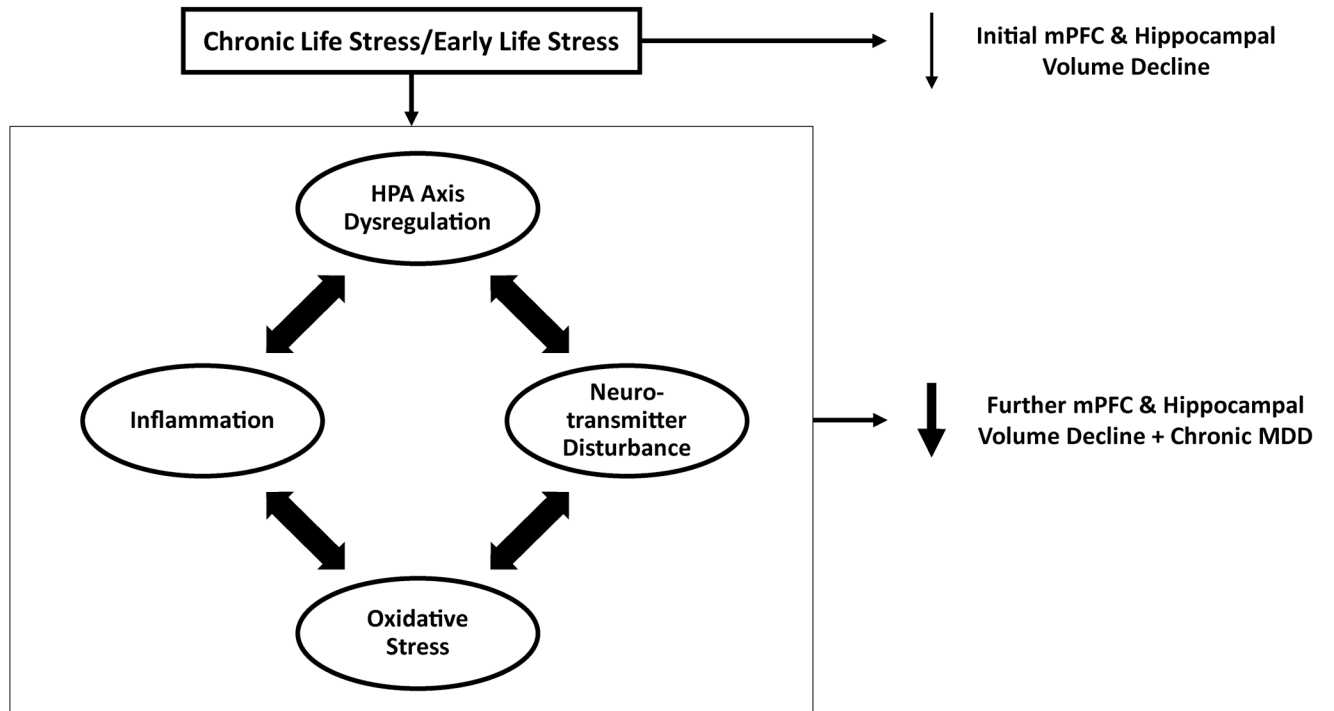 Chronic Life Stress/Early Life Stress
Initial mPFC & Hippocampal
Volume Decline
HPA Axis
Dysregulation
Inflammation
Neuro-
transmitter
Disturbance
Further mPFC & Hippocampal
Volume Decline + Chronic MDD
Oxidative
Stress